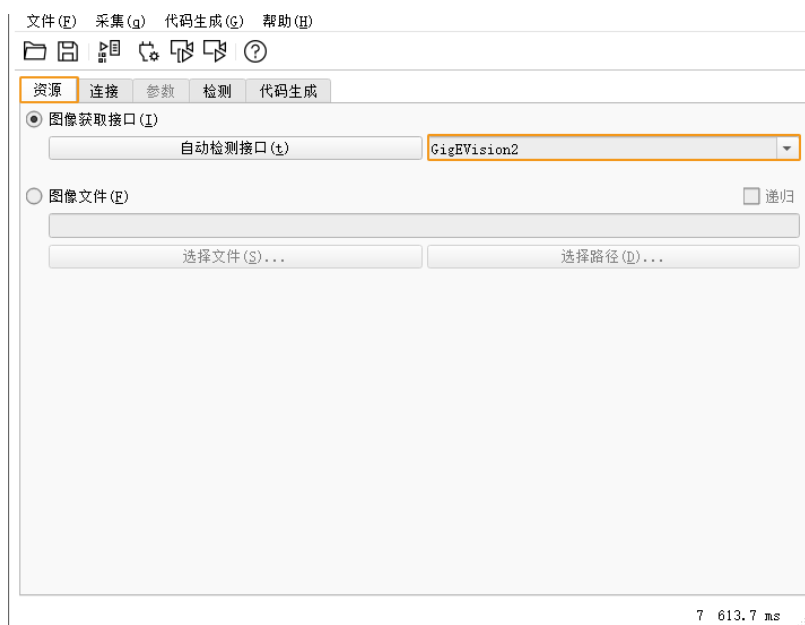 文件(F) 采集(q) 代码生成(G) 帮助(H)
资源 连接 参数 检测 代码生成
图像获取接口(I)
自动检测接口(t) GigEVision2
图像文件(F) 递归
选择文件(S)... 选择路径(D)...
7 613.7 ms